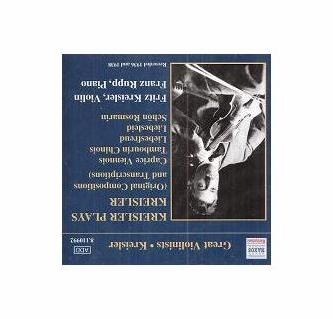 Great Violinists • Kreisler
8.110992
ADD
NAXOS
KREISLER PLAYS
KREISLER
(Original Compositions
and Transcriptions)
Caprice Viennois
Tambourin Chinois
Liebesfreud
Liebesleid
Schön Rosmarin
Fritz Kreisler, Violin
Franz Rupp, Piano
Recorded 1936 and 1938